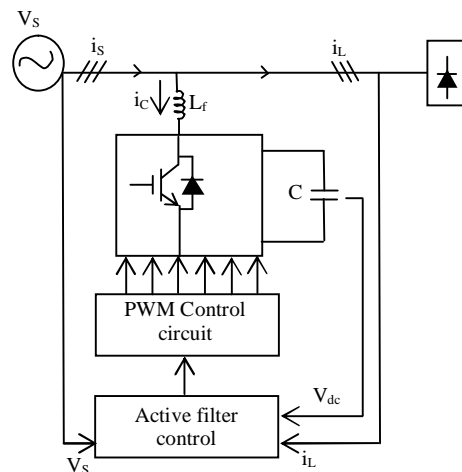 V_S
i_S
i_L
i_C
L_f
C
PWM Control
circuit
V_dc
Active filter
control
V_S
i_L